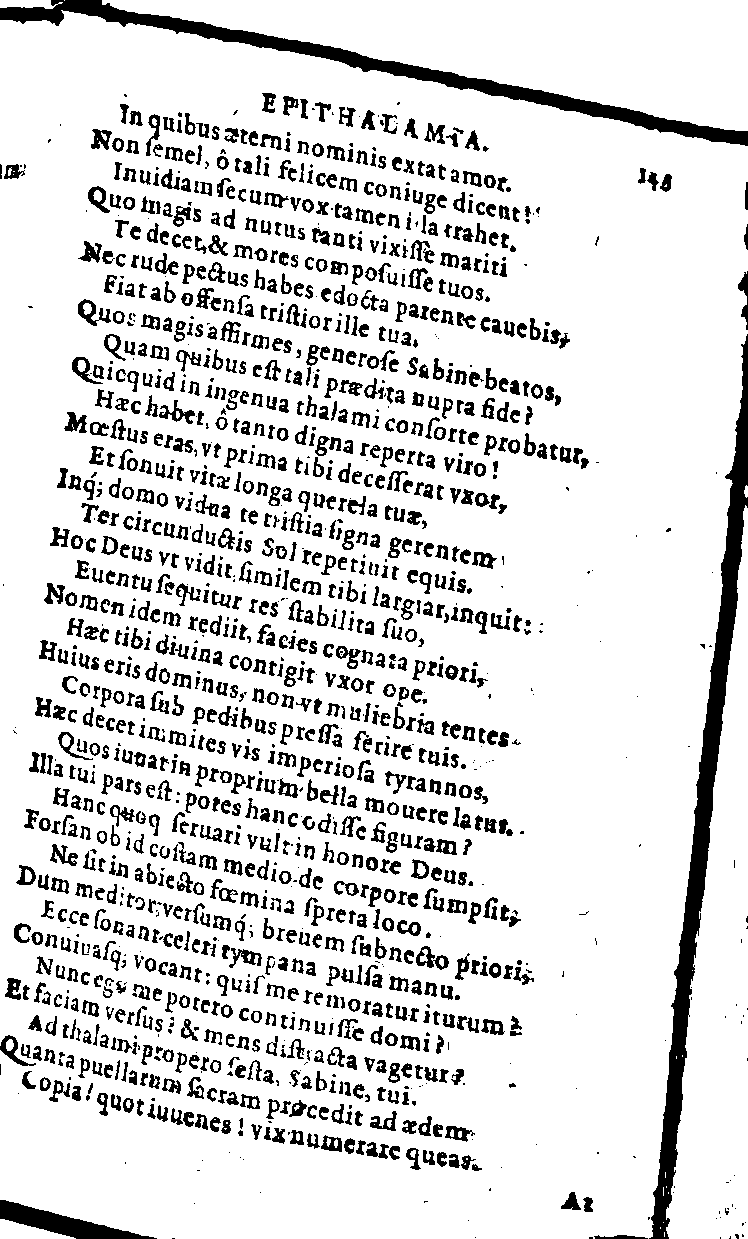 EPITHALAMIA.
148
In quibus æterni nominis extat amor.
Non ſemel, ô tali felicem coniuge dicent!
Inuidiam ſecum vox tamen illa trahet.
Quo magis ad nutus tanti vixiſſe mariti
Te decet, & mores compoſuiſſe tuos.
Nec rude pectus habes edocta parente cauebis,
Fiat ab offenſa triſtior ille tua.
Quos magis affirmes, generoſe Sabine beatos,
Quam quibus eſt tali prædita nupta fide?
Quicquid in ingenua thalami conſorte probatur,
Hæc habet, ô tanto digna reperta viro!
Mœſtus eras, vt prima tibi deceſſerat vxor,
Et ſonuit vitæ longa querela tuæ,
Inq; domo vidua te triſtia ſigna gerentem
Ter circunductis Sol repetiuit equis.
Hoc Deus vt vidit, ſimilem tibi largiar, inquit:
Euentu ſequitur res ſtabilita ſuo,
Nomen idem rediit, facies cognata priori,
Hæc tibi diuina contigit vxor ope.
Huius eris dominus, non vt muliebria tentes
Corpora ſub pedibus preſſa ferire tuis.
Hæc decet immites vis imperioſa tyrannos,
Quos iuuat in proprium bella mouere latus.
Illa tui pars eſt: potes hanc odiſſe figuram?
Hanc quoq ſeruari vult in honore Deus.
Forſan ob id coſtam medio de corpore ſumpſit,
Ne ſit in abiecto fœmina ſpreta loco.
Dum meditor, verſumq́; breuem ſubnecto priori,
Ecce ſonant celeri tympana pulſa manu.
Conuiuaſq; vocant: quiſ me remoratur iturum?
Nunc ego me potero continuiſſe domi?
Et faciam verſus? & mens diſtracta vagetur?
Ad thalami propero feſta, Sabine, tui.
Quanta puellarum ſacram procedit ad ædem
Copia! quot iuuenes! vix numerare queas.
A2